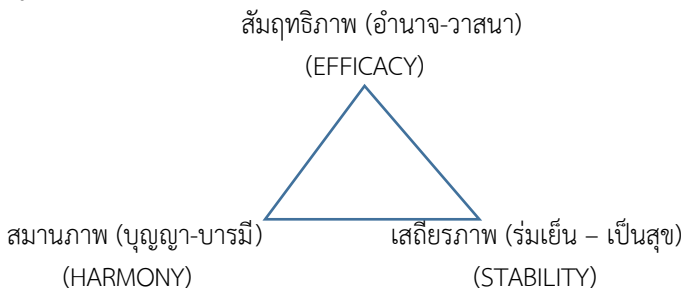 สัมฤทธิภาพ (อำนาจ-วาสนา)
(EFFICACY)
สมานภาพ (บุญญา-บารมี) เสถียรภาพ (ร่มเย็น – เป็นสุข)
(HARMONY) (STABILITY)